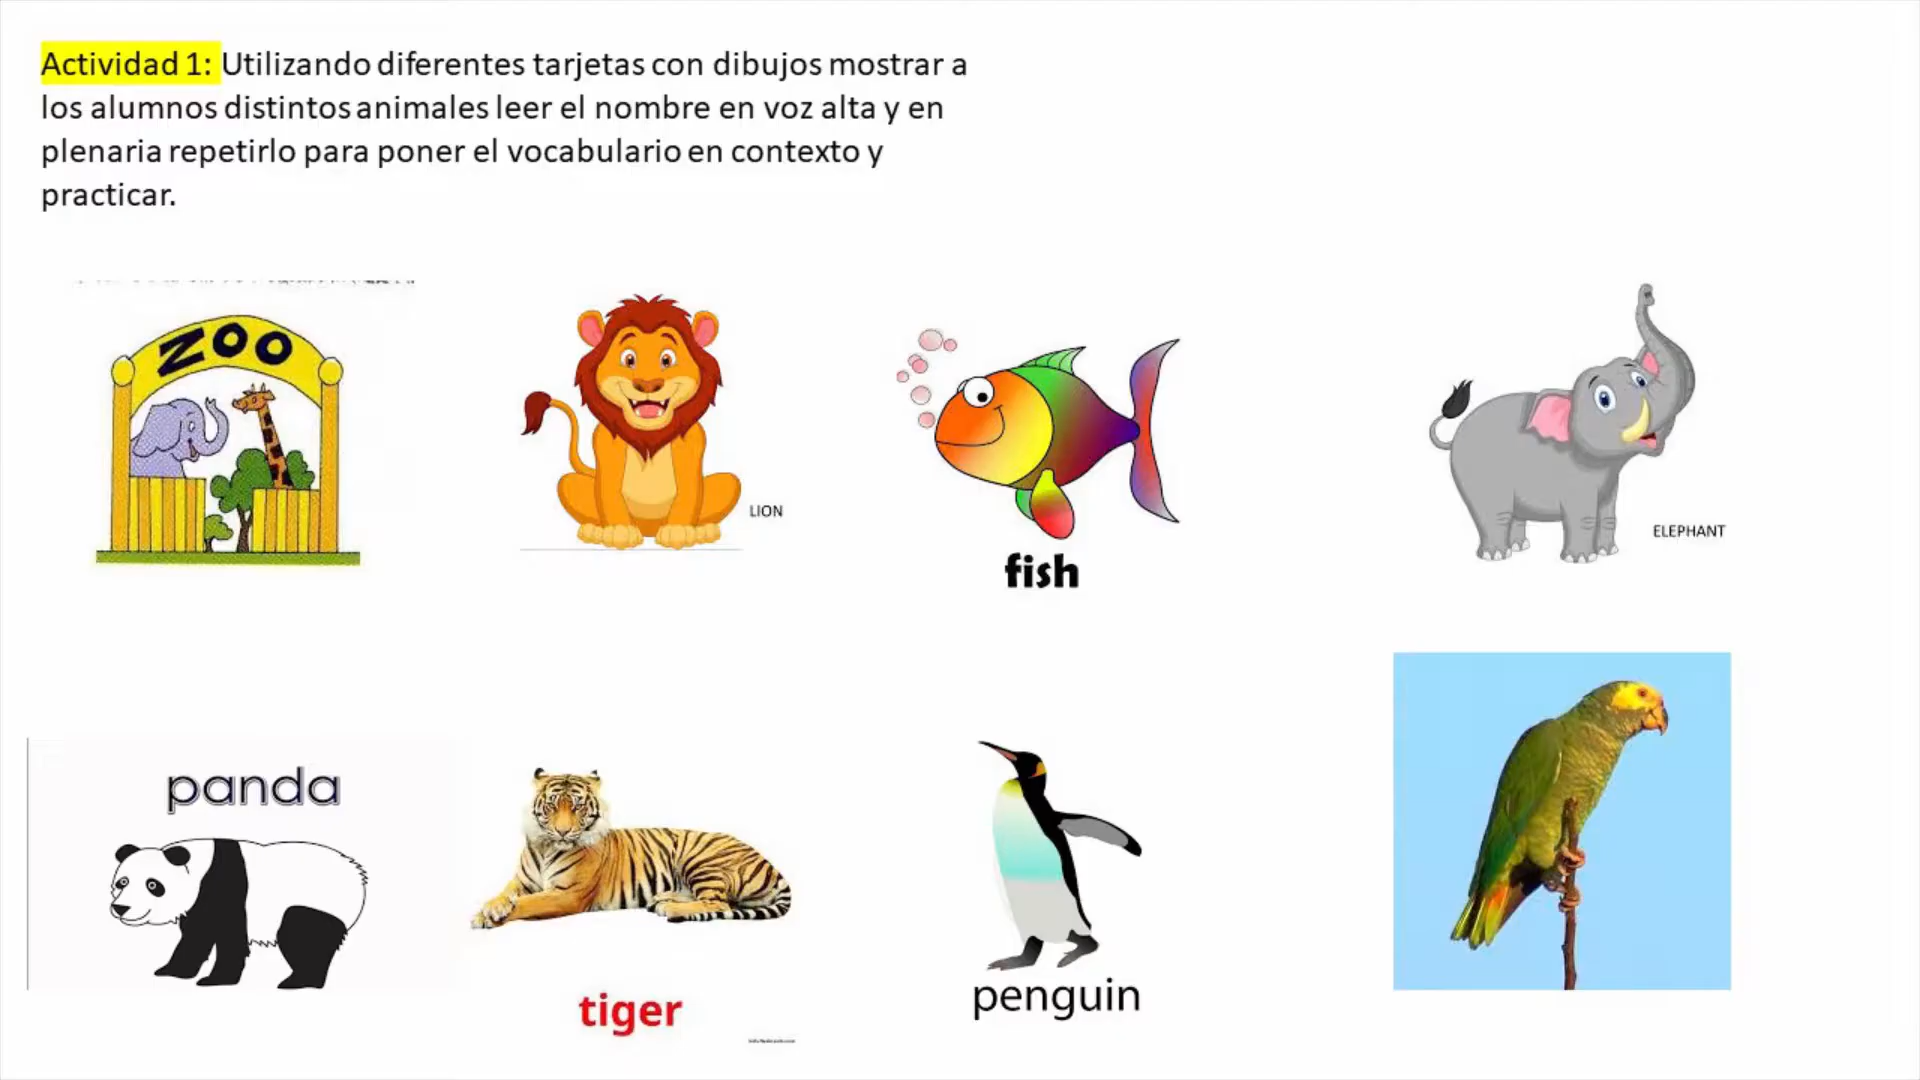 Actividad 1: Utilizando diferentes tarjetas con dibujos mostrar a
los alumnos distintos animales leer el nombre en voz alta y en
plenaria repetirlo para poner el vocabulario en contexto y
practicar.
ZOO
LION
fish
ELEPHANT
panda
tiger
penguin